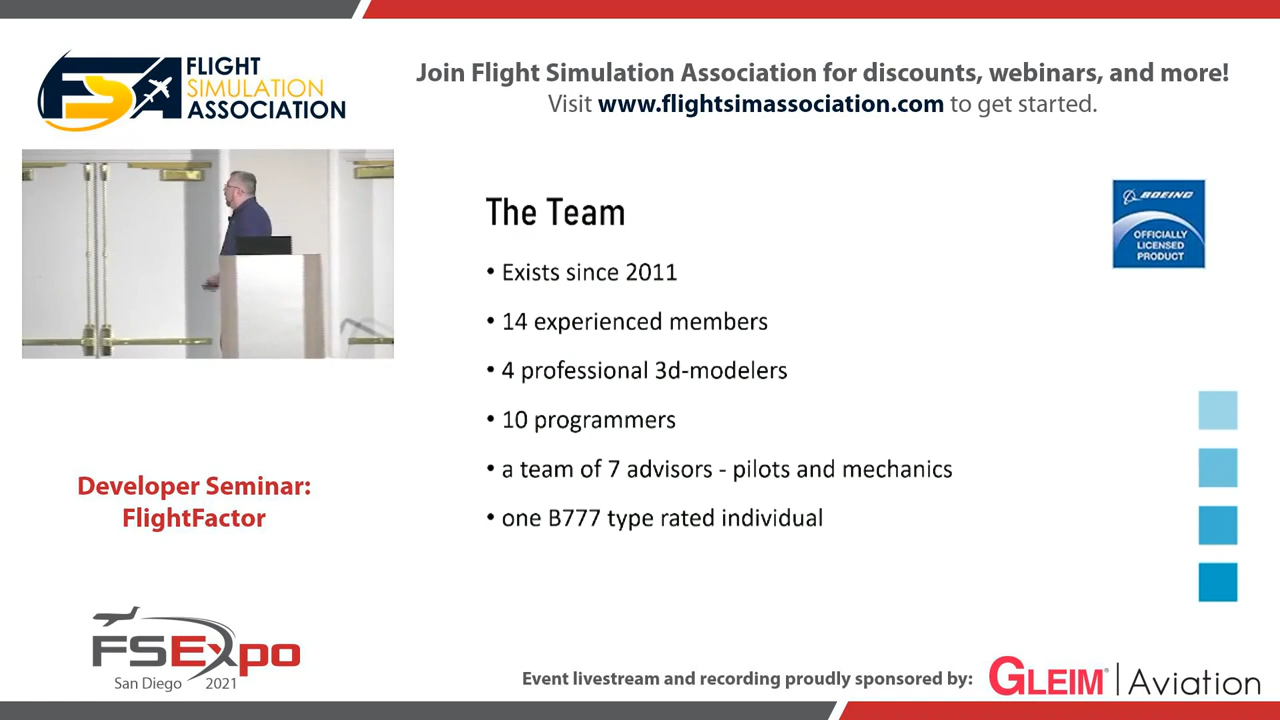 FLIGHT
SIMULATION
ASSOCIATION
Join Flight Simulation Association for discounts, webinars, and more!
Visit www.flightsimassociation.com to get started.
The Team
BOEING
OFFICIALLY
LICENSED
PRODUCT
• Exists since 2011
• 14 experienced members
• 4 professional 3d-modelers
• 10 programmers
• a team of 7 advisors - pilots and mechanics
• one B777 type rated individual
Developer Seminar:
FlightFactor
FSExpo
San Diego 2021
Event livestream and recording proudly sponsored by:
GLEIM® | Aviation